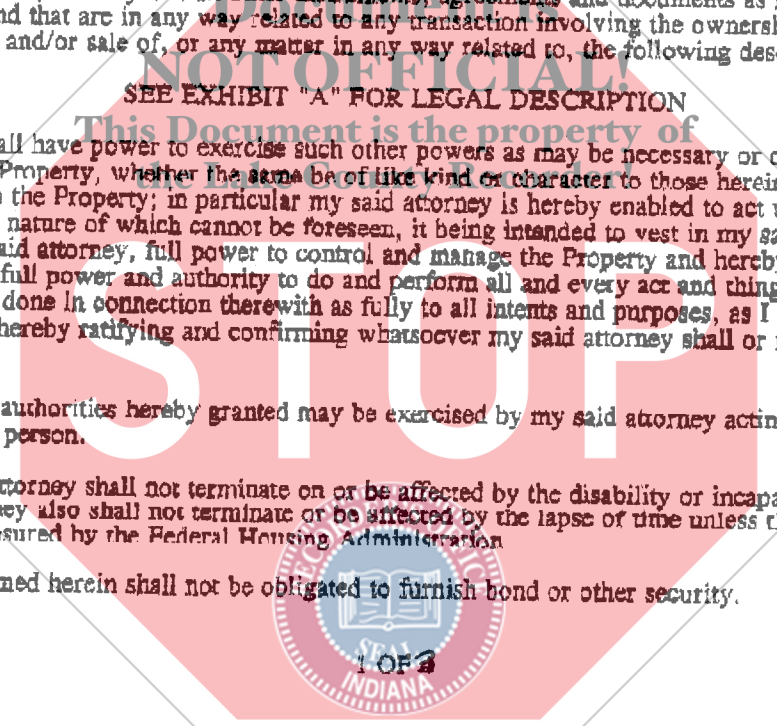 and documents as a
nd that are in any way related to any transaction involving the ownersh
and/or sale of, or any matter in any way related to, the following des
NOT OFFICIAL!
SEE EXHIBIT "A" FOR LEGAL DESCRIPTION
This Document is the property of
all have power to exercise such other powers as may be necessary or
the Lake County Recorder!
Property, whether the same be of like kind or character to those herein
the Property; in particular my said attorney is hereby enabled to act
nature of which cannot be foreseen, it being intended to vest in my sa
aid attorney, full power to control and manage the Property and hereby
full power and authority to do and perform all and every act and thing
done in connection therewith as fully to all intents and purposes, as I
hereby ratifying and confirming whatsoever my said attorney shall or
STOP
authorities hereby granted may be exercised by my said attorney actin
person.
ttorney shall not terminate on or be affected by the disability or incapa
ney also shall not terminate or be affected by the lapse of time unless
sured by the Federal Housing Administration
med herein shall not be obligated to furnish bond or other security.
SEAL
1 OF
INDIANA